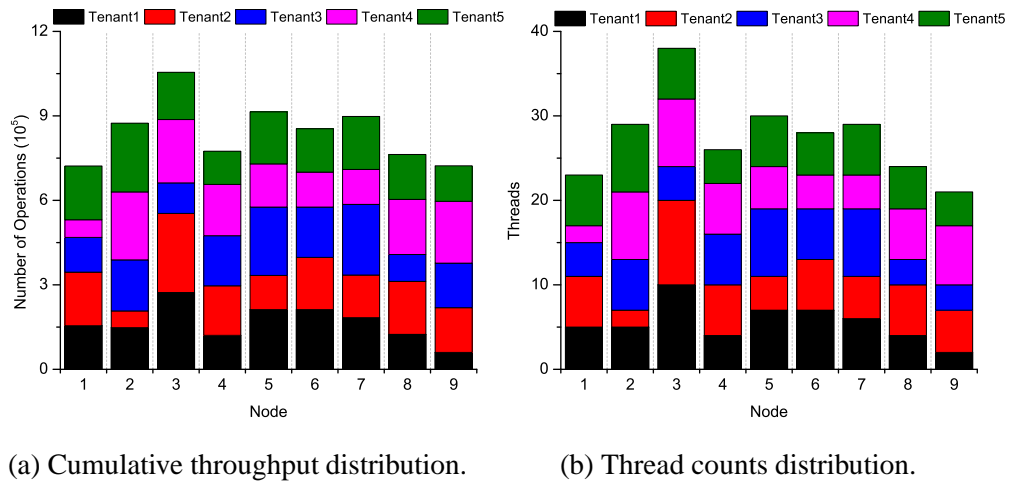 Tenant1 Tenant2 Tenant3 Tenant4 Tenant5
12
9
6
3
0
Number of Operations (10⁵)
1 2 3 4 5 6 7 8 9
Node
(a) Cumulative throughput distribution.
Tenant1 Tenant2 Tenant3 Tenant4 Tenant5
40
30
20
10
0
Threads
1 2 3 4 5 6 7 8 9
Node
(b) Thread counts distribution.